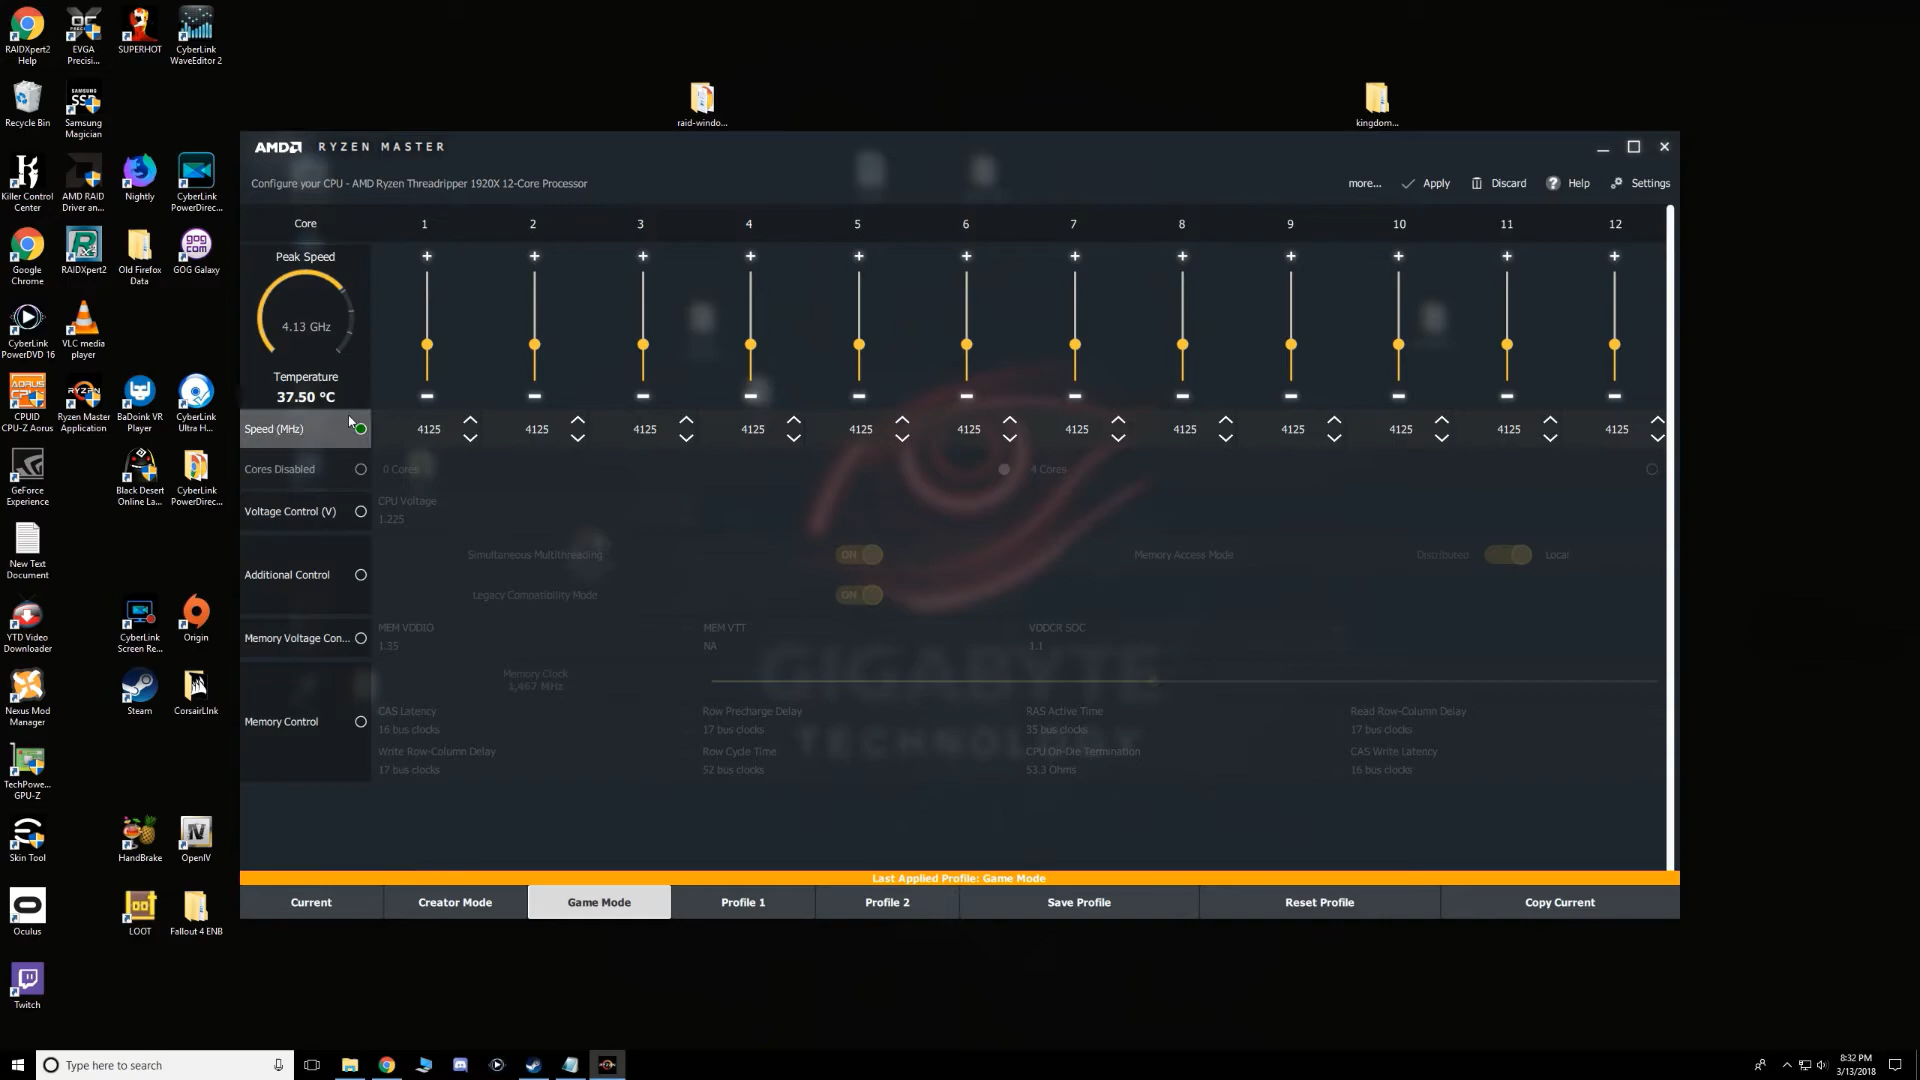 RAIDXpert2 Help
EVGA Precisi...
SUPERHOT
CyberLink WaveEditor 2
Recycle Bin
Samsung Magician
raid-windo...
kingdom...
Killer Control Center
AMD RAID Driver an...
Nightly
CyberLink PowerDirec...
Google Chrome
RAIDXpert2
Old Firefox Data
GOG Galaxy
CyberLink PowerDVD 16
VLC media player
CPUID CPU-Z Aorus
Ryzen Master Application
BaDoink VR Player
CyberLink Ultra H...
GeForce Experience
Black Desert Online La...
CyberLink PowerDirec...
New Text Document
YTD Video Downloader
CyberLink Screen Re...
Origin
Nexus Mod Manager
Steam
CorsairLInk
TechPowe... GPU-Z
Skin Tool
HandBrake
OpenIV
Oculus
LOOT
Fallout 4 ENB
Twitch
AMD RYZEN MASTER
Configure your CPU - AMD Ryzen Threadripper 1920X 12-Core Processor
more... Apply Discard Help Settings
Core 1 2 3 4 5 6 7 8 9 10 11 12
Peak Speed
4.13 GHz
Temperature
37.50 °C
Speed (MHz) 4125 4125 4125 4125 4125 4125 4125 4125 4125 4125 4125 4125
Cores Disabled 0 Cores 4 Cores
Voltage Control (V) CPU Voltage
1.225
Simultaneous Multithreading ON Memory Access Mode Distributed Local
Additional Control
Legacy Compatibility Mode ON
MEM VDDIO MEM VTT VDDCR SOC
Memory Voltage Con...
1.35 NA 1.1
GIGABYTE
TECHNOLOGY
Memory Clock
1,467 MHz
Memory Control
CAS Latency Row Precharge Delay RAS Active Time Read Row-Column Delay
16 bus clocks 17 bus clocks 35 bus clocks 17 bus clocks
Write Row-Column Delay Row Cycle Time CPU On-Die Termination CAS Write Latency
17 bus clocks 52 bus clocks 53.3 Ohms 16 bus clocks
Last Applied Profile: Game Mode
Current Creator Mode Game Mode Profile 1 Profile 2 Save Profile Reset Profile Copy Current
Type here to search
8:32 PM
3/13/2018